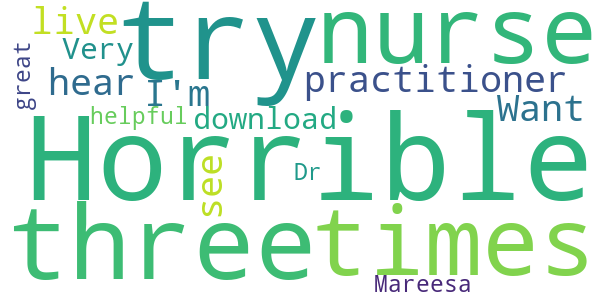 live try nurse
Very
great hear I'm practitioner
helpful download Want
Horrible
see Dr
three times
Mareesa